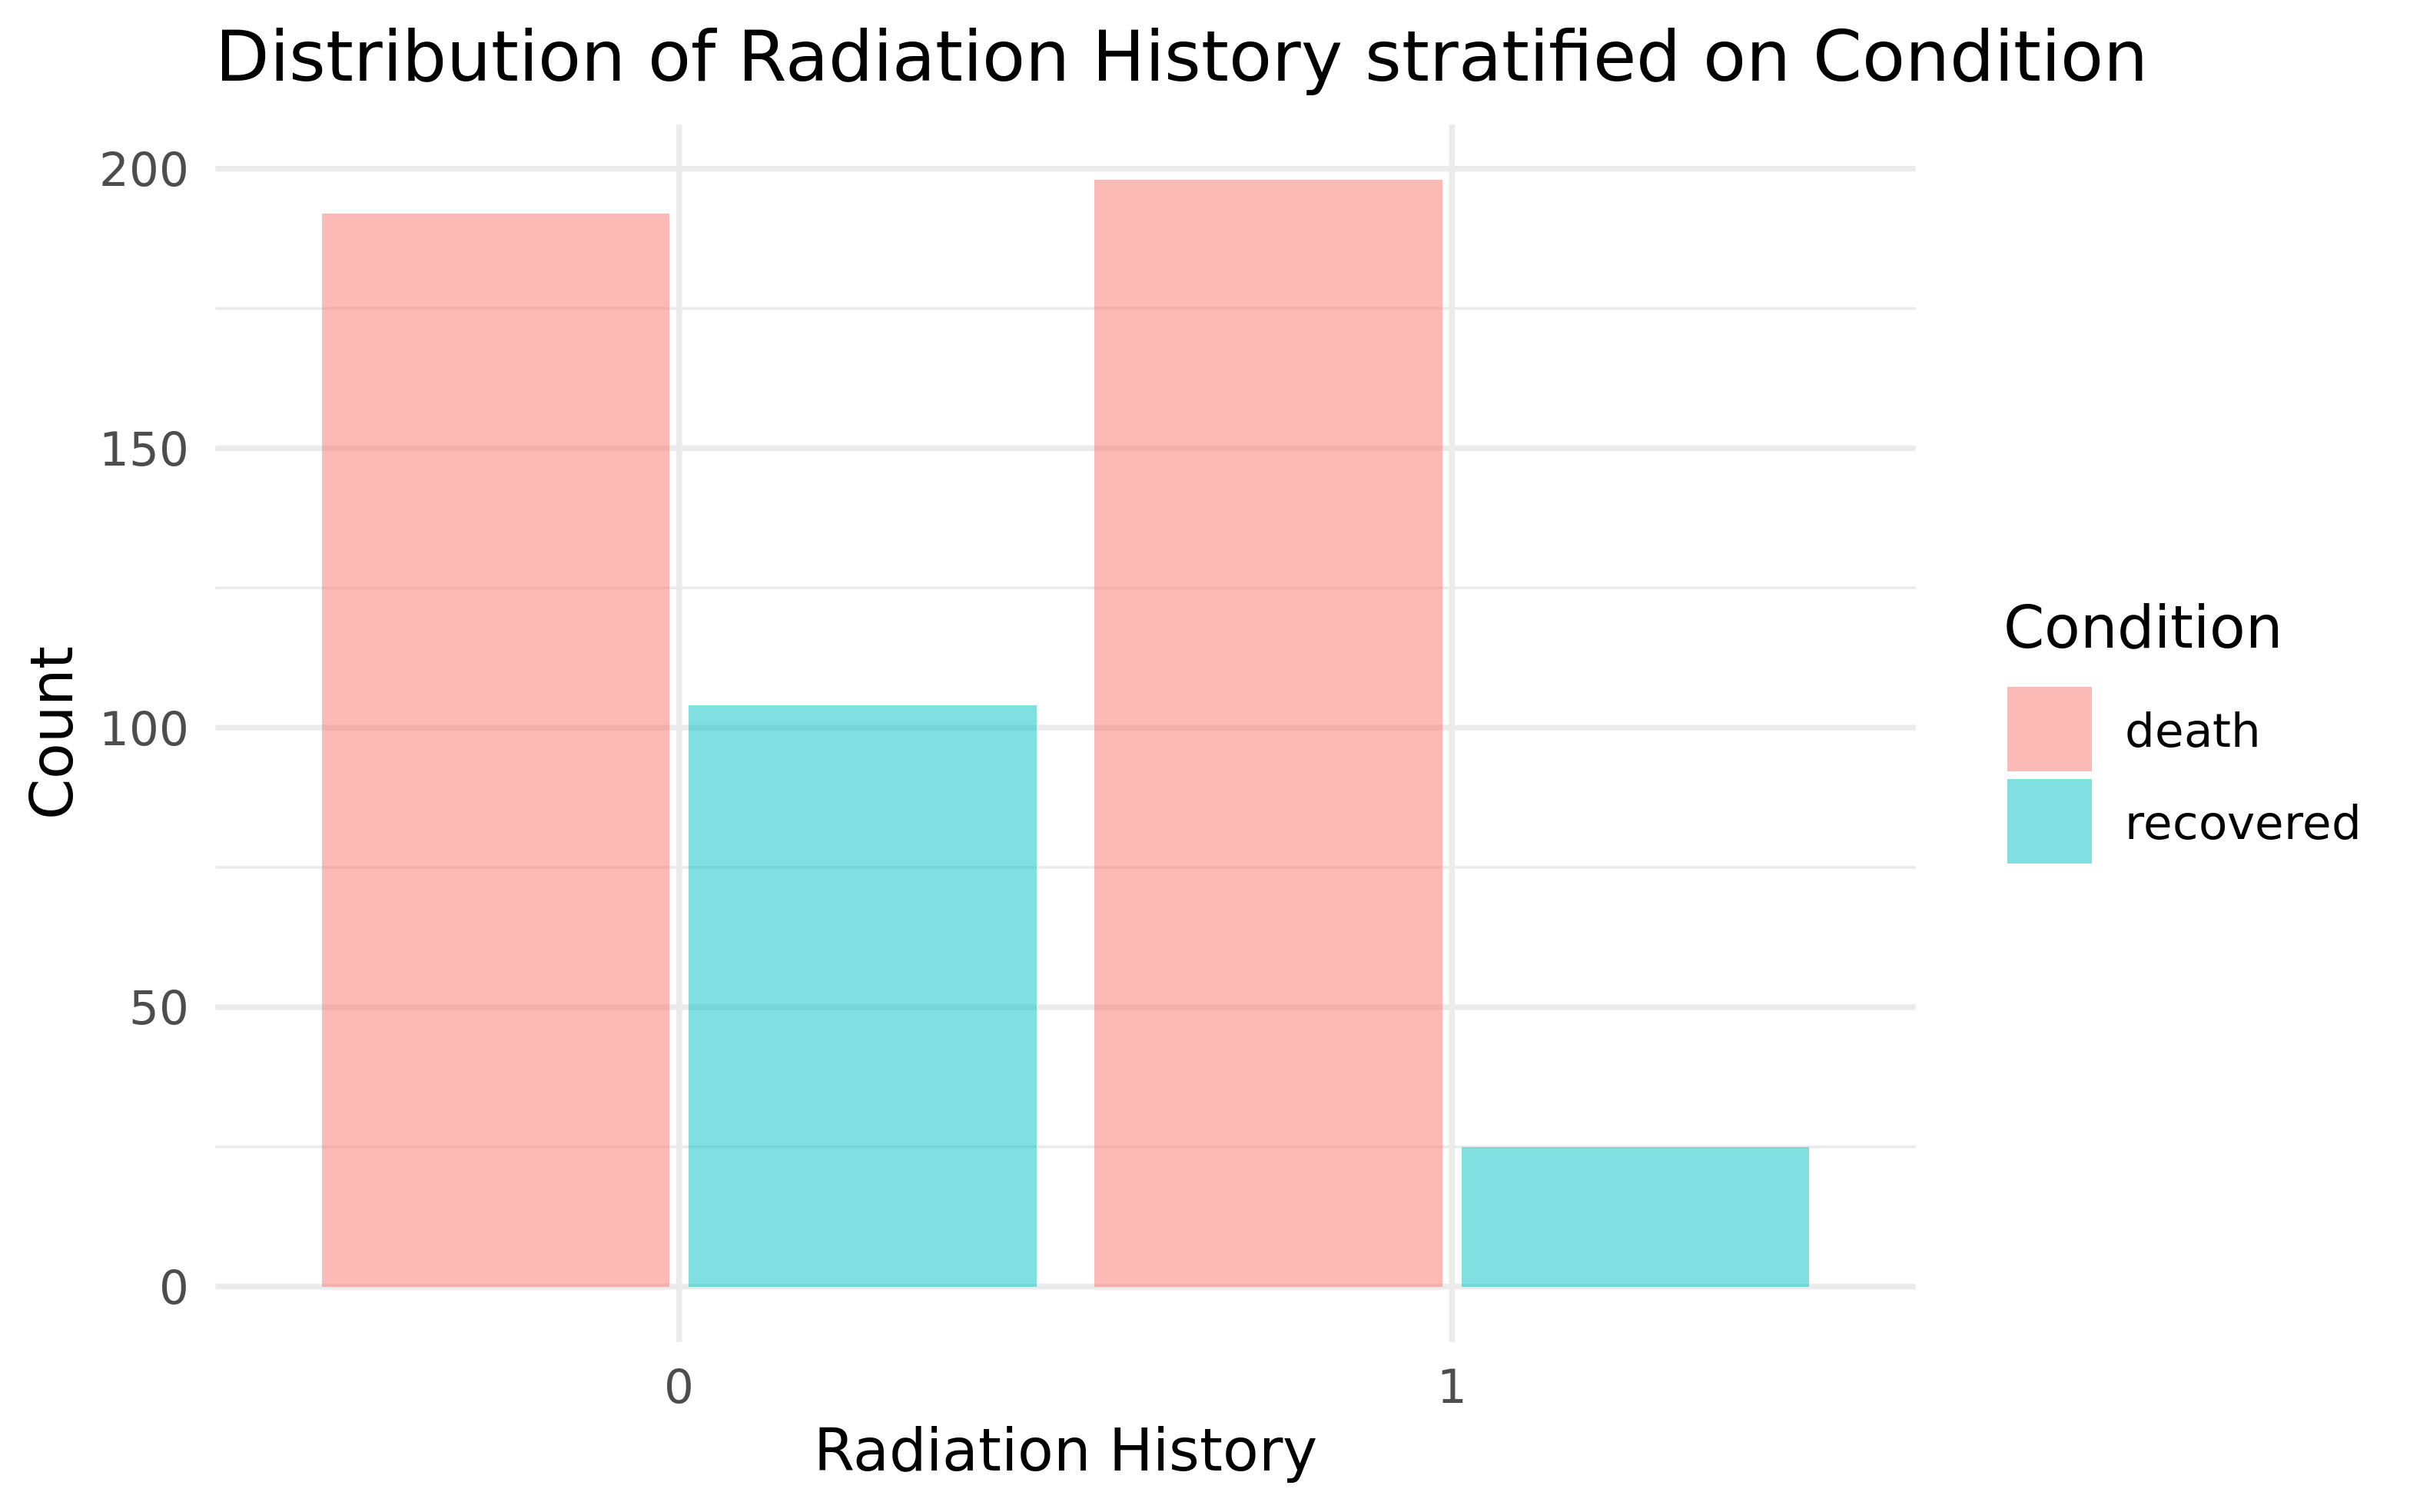 Distribution of Radiation History stratified on Condition
200
150
100
50
0
Count
0 1
Radiation History
Condition
death
recovered